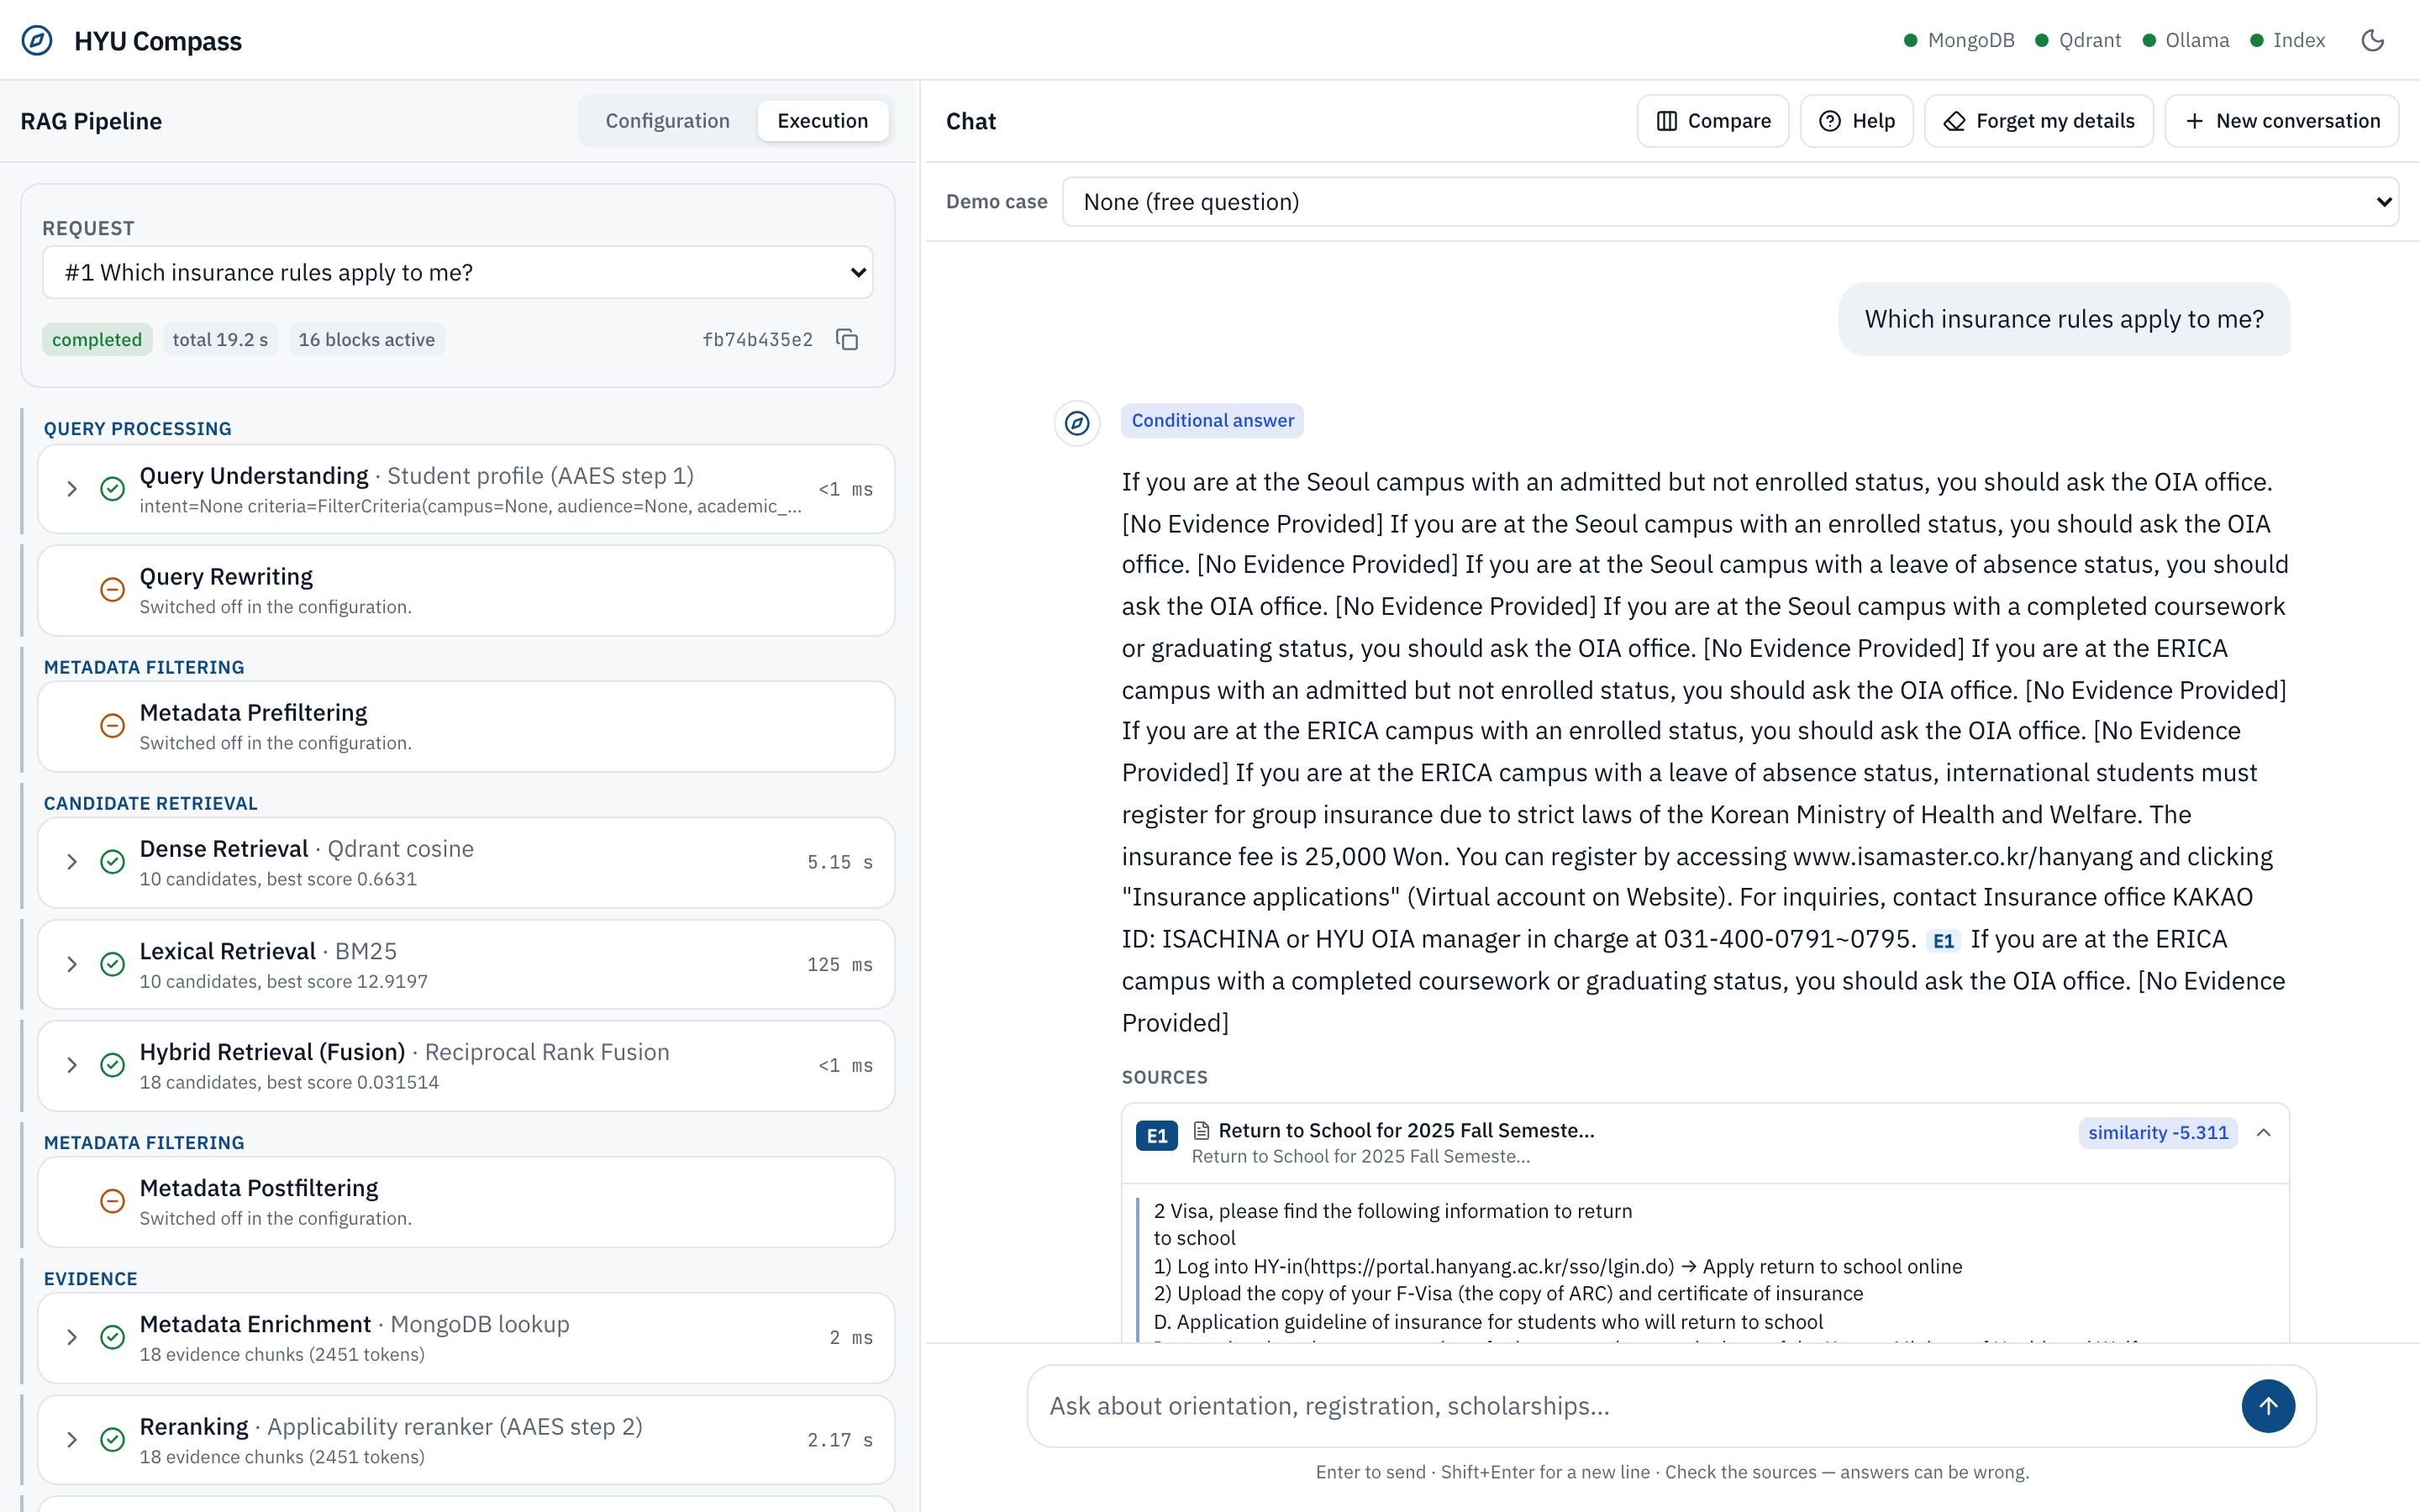 HYU Compass
MongoDB
Qdrant
Ollama
Index
RAG Pipeline
Configuration
Execution
REQUEST
#1 Which insurance rules apply to me?
completed
total 19.2 s
16 blocks active
fb74b435e2
QUERY PROCESSING
Query Understanding · Student profile (AAES step 1)
intent=None criteria=FilterCriteria(campus=None, audience=None, academic_...
<1 ms
Query Rewriting
Switched off in the configuration.
METADATA FILTERING
Metadata Prefiltering
Switched off in the configuration.
CANDIDATE RETRIEVAL
Dense Retrieval · Qdrant cosine
10 candidates, best score 0.6631
5.15 s
Lexical Retrieval · BM25
10 candidates, best score 12.9197
125 ms
Hybrid Retrieval (Fusion) · Reciprocal Rank Fusion
18 candidates, best score 0.031514
<1 ms
METADATA FILTERING
Metadata Postfiltering
Switched off in the configuration.
EVIDENCE
Metadata Enrichment · MongoDB lookup
18 evidence chunks (2451 tokens)
2 ms
Reranking · Applicability reranker (AAES step 2)
18 evidence chunks (2451 tokens)
2.17 s
Chat
Compare
Help
Forget my details
New conversation
Demo case
None (free question)
Which insurance rules apply to me?
Conditional answer
If you are at the Seoul campus with an admitted but not enrolled status, you should ask the OIA office.
[No Evidence Provided] If you are at the Seoul campus with an enrolled status, you should ask the OIA
office. [No Evidence Provided] If you are at the Seoul campus with a leave of absence status, you should
ask the OIA office. [No Evidence Provided] If you are at the Seoul campus with a completed coursework
or graduating status, you should ask the OIA office. [No Evidence Provided] If you are at the ERICA
campus with an admitted but not enrolled status, you should ask the OIA office. [No Evidence Provided]
If you are at the ERICA campus with an enrolled status, you should ask the OIA office. [No Evidence
Provided] If you are at the ERICA campus with a leave of absence status, international students must
register for group insurance due to strict laws of the Korean Ministry of Health and Welfare. The
insurance fee is 25,000 Won. You can register by accessing www.isamaster.co.kr/hanyang and clicking
"Insurance applications" (Virtual account on Website). For inquiries, contact Insurance office KAKAO
ID: ISACHINA or HYU OIA manager in charge at 031-400-0791~0795. E1 If you are at the ERICA
campus with a completed coursework or graduating status, you should ask the OIA office. [No Evidence
Provided]
SOURCES
E1
Return to School for 2025 Fall Semeste...
Return to School for 2025 Fall Semeste...
similarity -5.311
2 Visa, please find the following information to return
to school
1) Log into HY-in(https://portal.hanyang.ac.kr/sso/lgin.do) → Apply return to school online
2) Upload the copy of your F-Visa (the copy of ARC) and certificate of insurance
D. Application guideline of insurance for students who will return to school
Ask about orientation, registration, scholarships...
Enter to send · Shift+Enter for a new line · Check the sources — answers can be wrong.